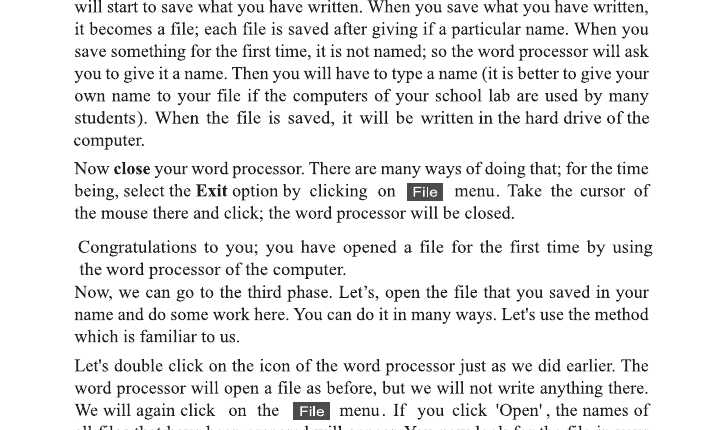 will start to save what you have written. When you save what you have written,
it becomes a file; each file is saved after giving if a particular name. When you
save something for the first time, it is not named; so the word processor will ask
you to give it a name. Then you will have to type a name (it is better to give your
own name to your file if the computers of your school lab are used by many
students). When the file is saved, it will be written in the hard drive of the
computer.
Now close your word processor. There are many ways of doing that; for the time
being, select the Exit option by clicking on File menu. Take the cursor of
the mouse there and click; the word processor will be closed.
Congratulations to you; you have opened a file for the first time by using
the word processor of the computer.
Now, we can go to the third phase. Let’s, open the file that you saved in your
name and do some work here. You can do it in many ways. Let's use the method
which is familiar to us.
Let's double click on the icon of the word processor just as we did earlier. The
word processor will open a file as before, but we will not write anything there.
We will again click on the File menu. If you click 'Open', the names of